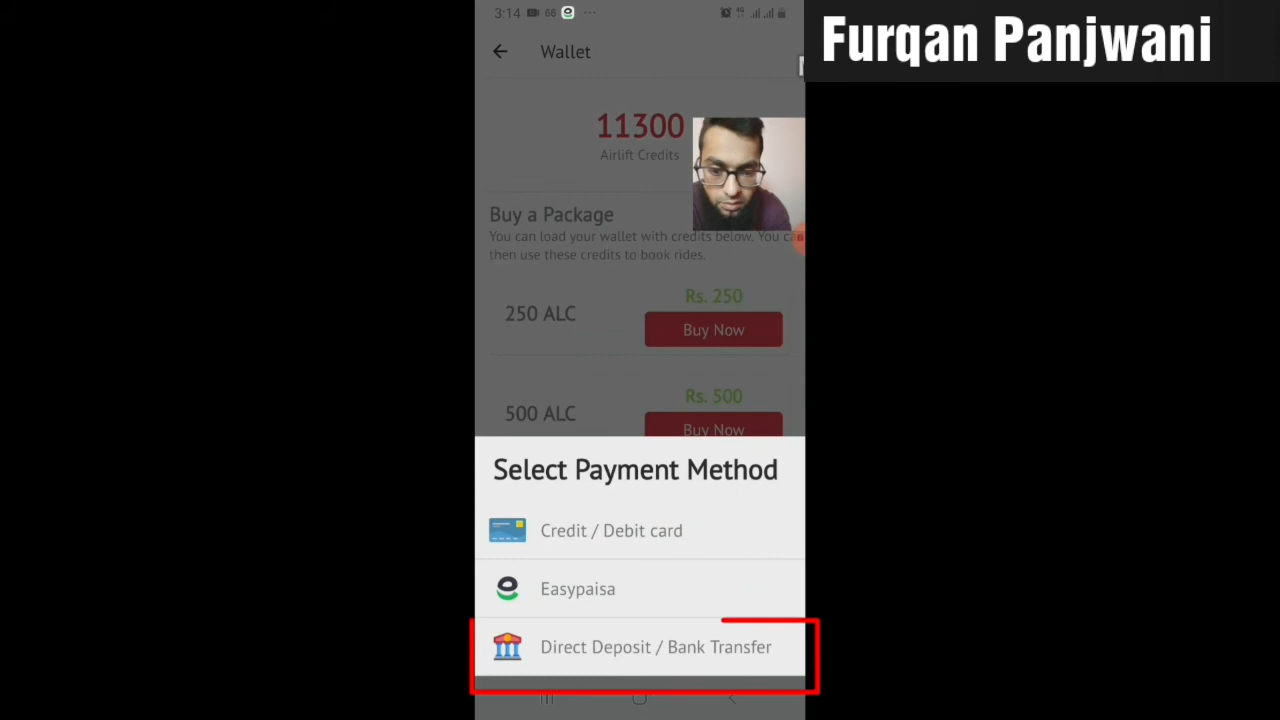 3:14 66
4G
Furqan Panjwani
Wallet
11300
Airlift Credits
Buy a Package
You can load your wallet with credits below. You can
then use these credits to book rides.
250 ALC
Rs. 250
Buy Now
500 ALC
Rs. 500
Buy Now
Select Payment Method
Credit / Debit card
Easypaisa
Direct Deposit / Bank Transfer